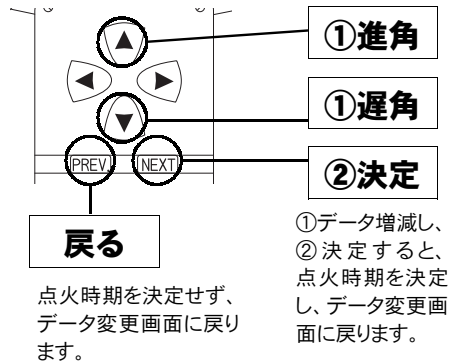 ①進角
①遅角
PREV
NEXT
②決定
戻る
①データ増減し、
②決定すると、
点火時期を決定
し、データ変更画
面に戻ります。
点火時期を決定せず、
データ変更画面に戻り
ます。